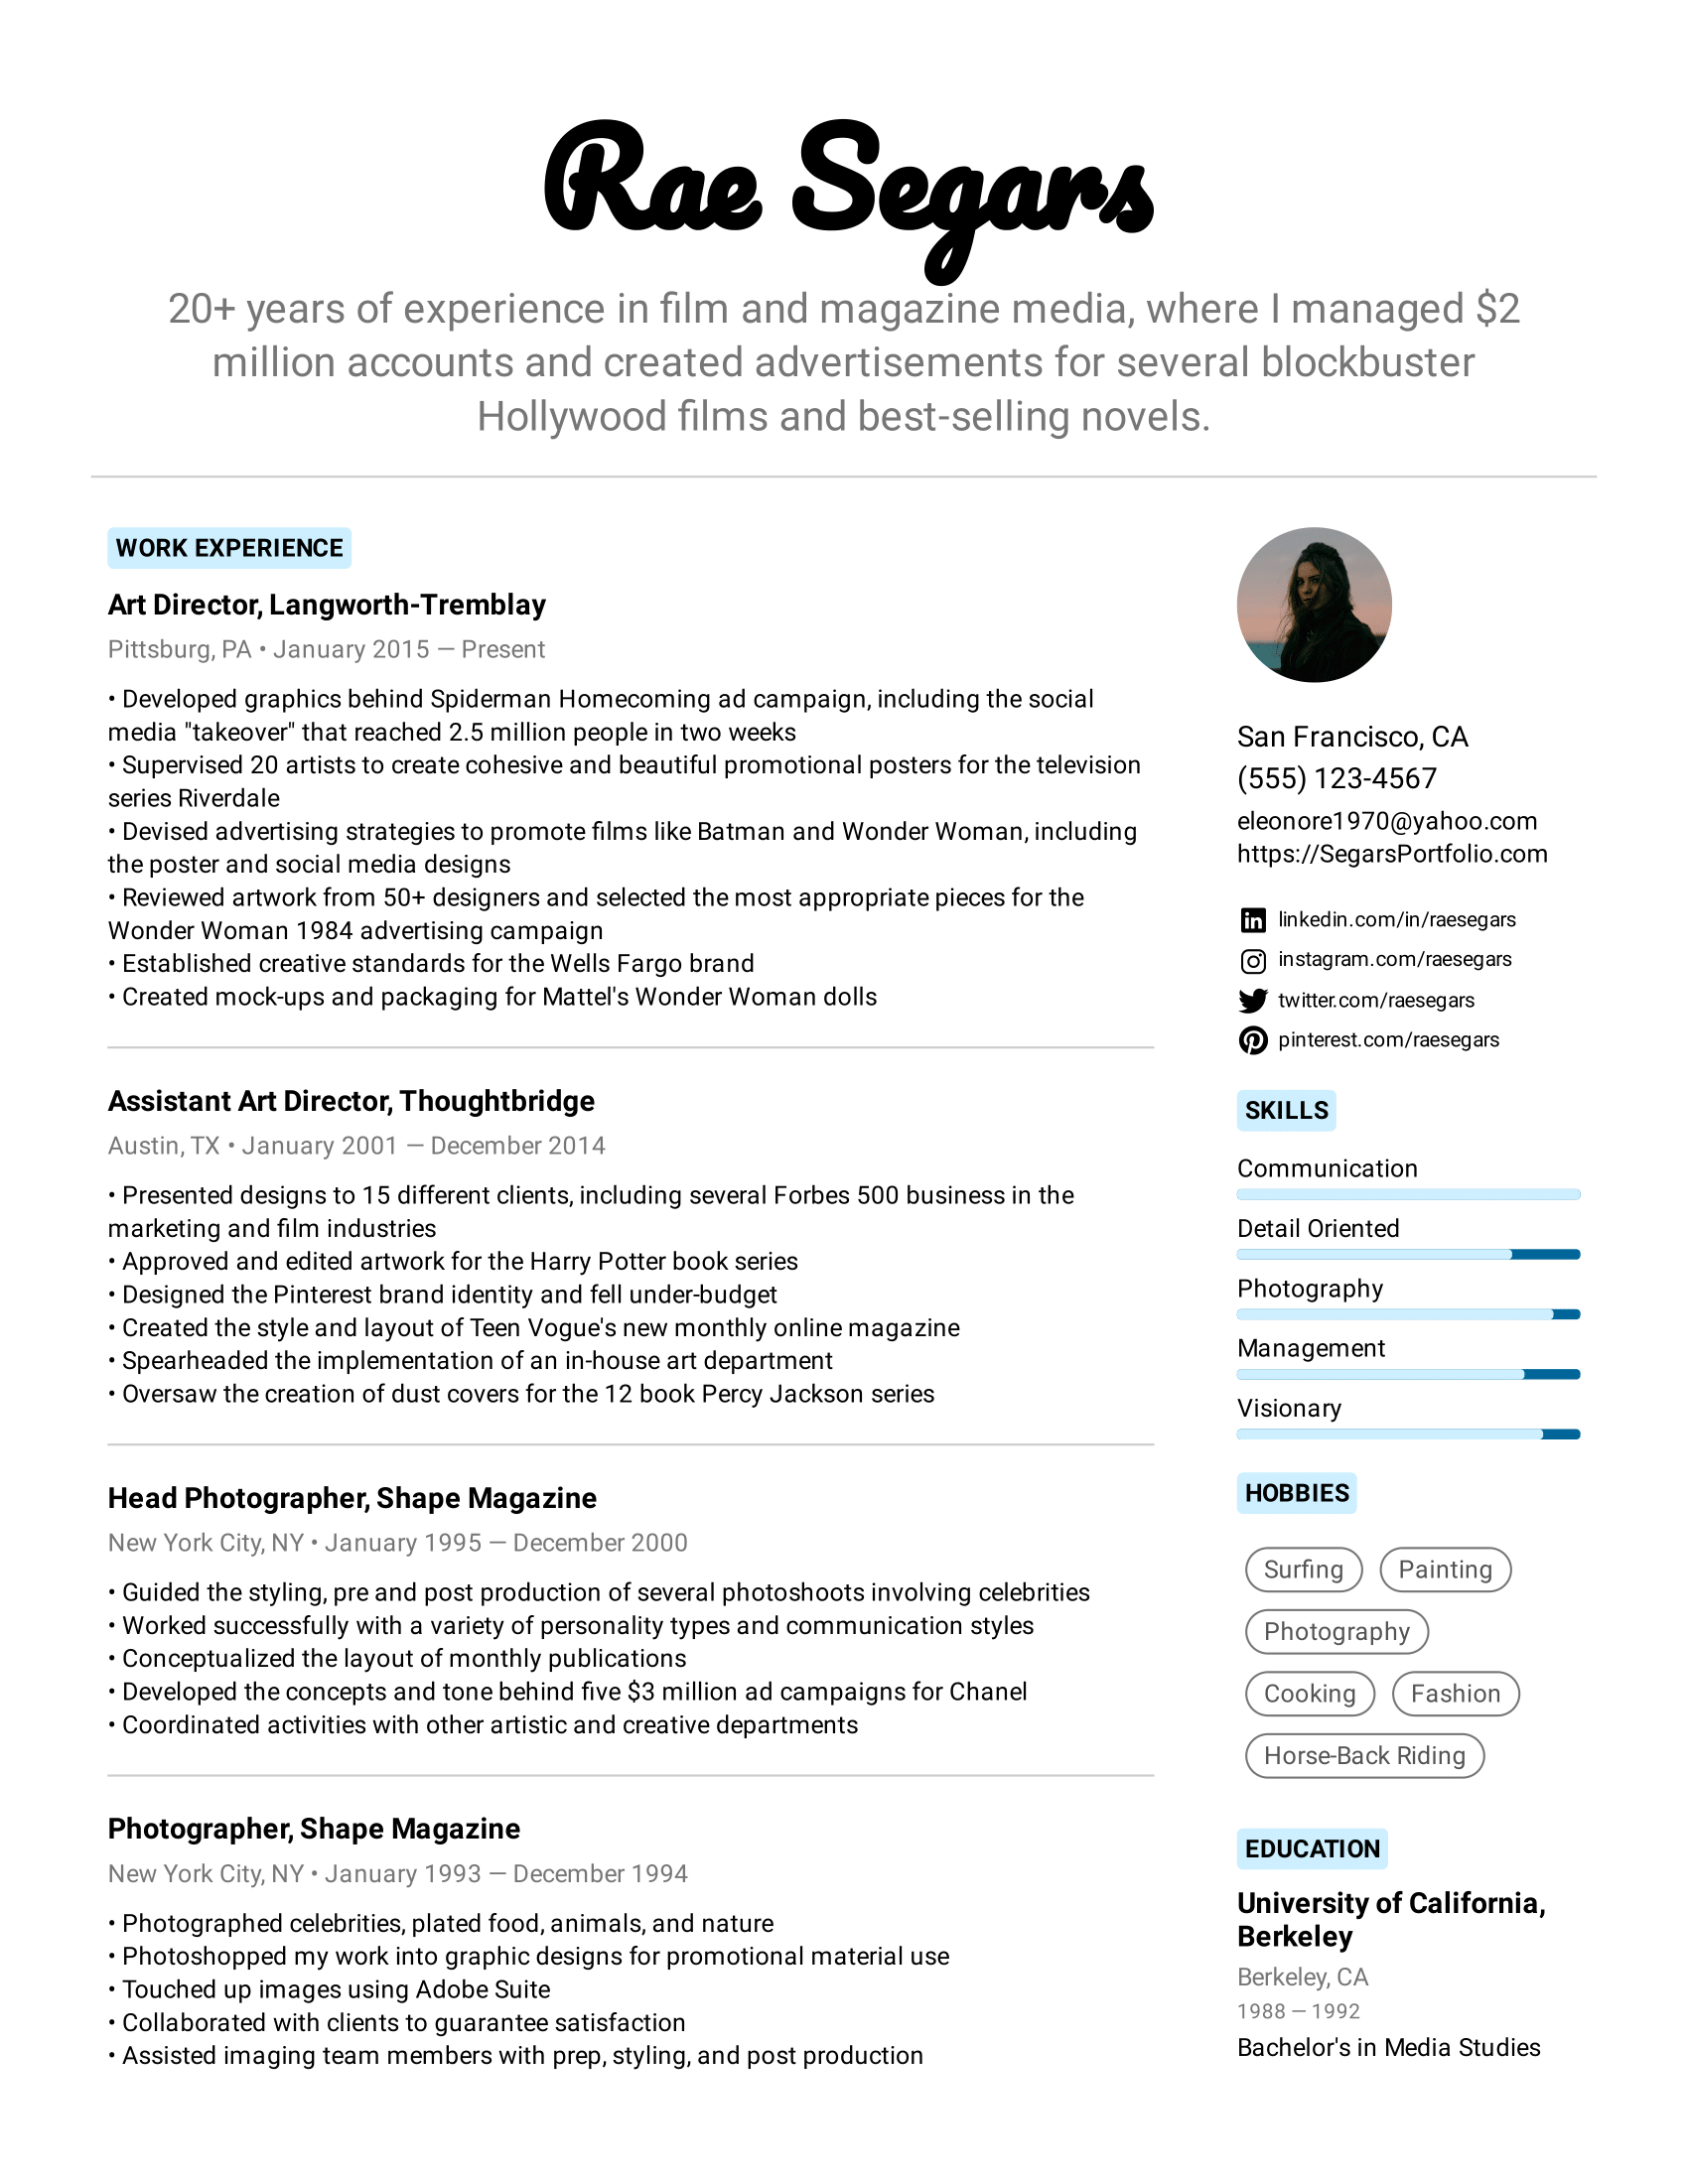 Rae Segars
20+ years of experience in film and magazine media, where I managed $2
million accounts and created advertisements for several blockbuster
Hollywood films and best-selling novels.
WORK EXPERIENCE
Art Director, Langworth-Tremblay
Pittsburg, PA • January 2015 — Present
• Developed graphics behind Spiderman Homecoming ad campaign, including the social
media "takeover" that reached 2.5 million people in two weeks
• Supervised 20 artists to create cohesive and beautiful promotional posters for the television
series Riverdale
• Devised advertising strategies to promote films like Batman and Wonder Woman, including
the poster and social media designs
• Reviewed artwork from 50+ designers and selected the most appropriate pieces for the
Wonder Woman 1984 advertising campaign
• Established creative standards for the Wells Fargo brand
• Created mock-ups and packaging for Mattel's Wonder Woman dolls
Assistant Art Director, Thoughtbridge
Austin, TX • January 2001 — December 2014
• Presented designs to 15 different clients, including several Forbes 500 business in the
marketing and film industries
• Approved and edited artwork for the Harry Potter book series
• Designed the Pinterest brand identity and fell under-budget
• Created the style and layout of Teen Vogue's new monthly online magazine
• Spearheaded the implementation of an in-house art department
• Oversaw the creation of dust covers for the 12 book Percy Jackson series
Head Photographer, Shape Magazine
New York City, NY • January 1995 — December 2000
• Guided the styling, pre and post production of several photoshoots involving celebrities
• Worked successfully with a variety of personality types and communication styles
• Conceptualized the layout of monthly publications
• Developed the concepts and tone behind five $3 million ad campaigns for Chanel
• Coordinated activities with other artistic and creative departments
Photographer, Shape Magazine
New York City, NY • January 1993 — December 1994
• Photographed celebrities, plated food, animals, and nature
• Photoshopped my work into graphic designs for promotional material use
• Touched up images using Adobe Suite
• Collaborated with clients to guarantee satisfaction
• Assisted imaging team members with prep, styling, and post production
San Francisco, CA
(555) 123-4567
eleonore1970@yahoo.com
https://SegarsPortfolio.com
linkedin.com/in/raesegars
instagram.com/raesegars
twitter.com/raesegars
pinterest.com/raesegars
SKILLS
Communication
Detail Oriented
Photography
Management
Visionary
HOBBIES
Surfing Painting
Photography
Cooking Fashion
Horse-Back Riding
EDUCATION
University of California,
Berkeley
Berkeley, CA
1988 — 1992
Bachelor's in Media Studies